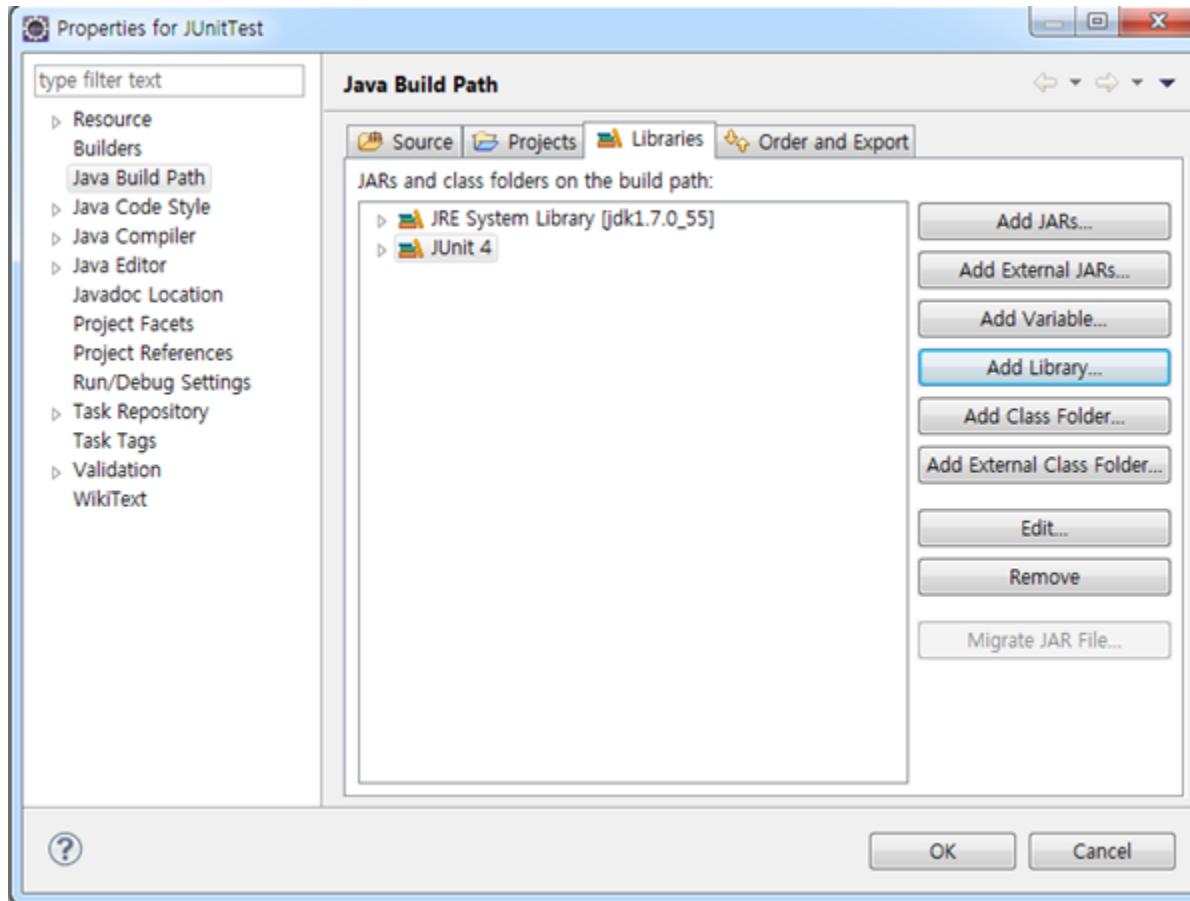 Properties for JUnitTest
type filter text
Resource
Builders
Java Build Path
Java Code Style
Java Compiler
Java Editor
Javadoc Location
Project Facets
Project References
Run/Debug Settings
Task Repository
Task Tags
Validation
WikiText
Java Build Path
Source Projects Libraries Order and Export
JARs and class folders on the build path:
JRE System Library [jdk1.7.0_55]
JUnit 4
Add JARs...
Add External JARs...
Add Variable...
Add Library...
Add Class Folder...
Add External Class Folder...
Edit...
Remove
Migrate JAR File...
?
OK Cancel